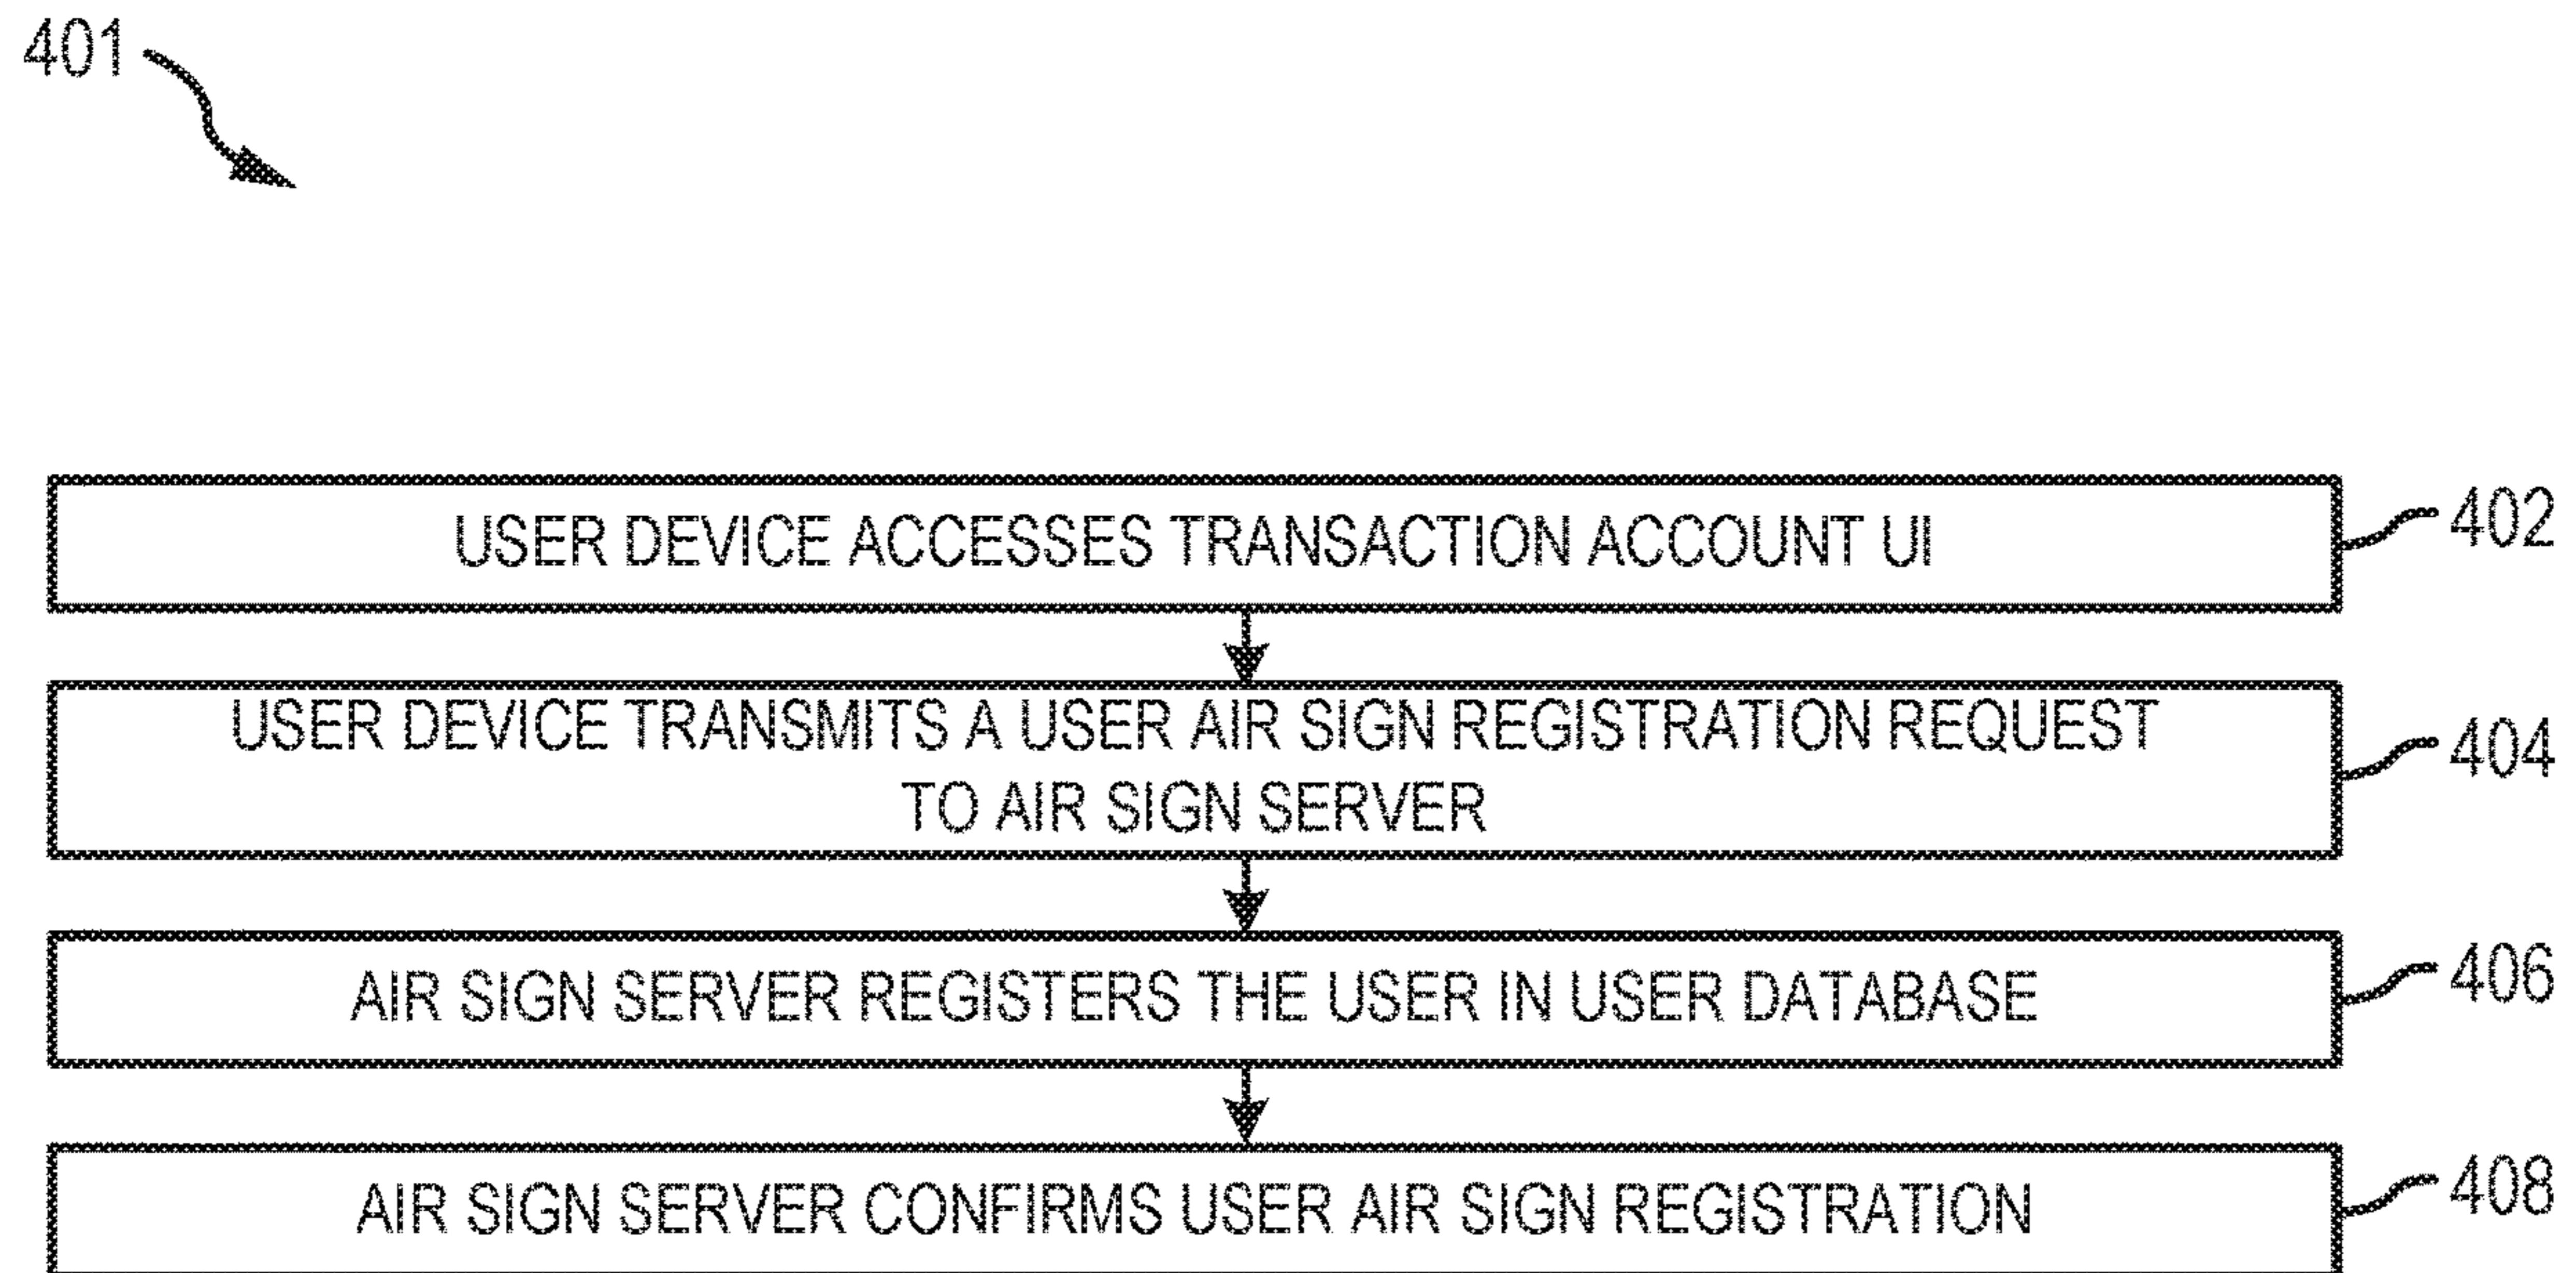 401
USER DEVICE ACCESSES TRANSACTION ACCOUNT UI
402
USER DEVICE TRANSMITS A USER AIR SIGN REGISTRATION REQUEST
TO AIR SIGN SERVER
404
AIR SIGN SERVER REGISTERS THE USER IN USER DATABASE
406
AIR SIGN SERVER CONFIRMS USER AIR SIGN REGISTRATION
408